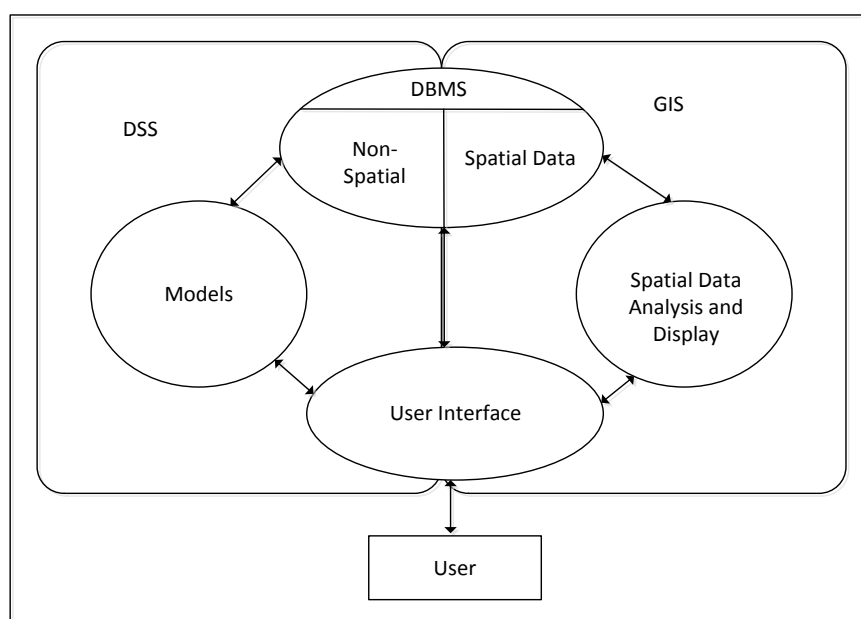 DBMS
DSS
GIS
Non-
Spatial
Spatial Data
Models
Spatial Data
Analysis and
Display
User Interface
User